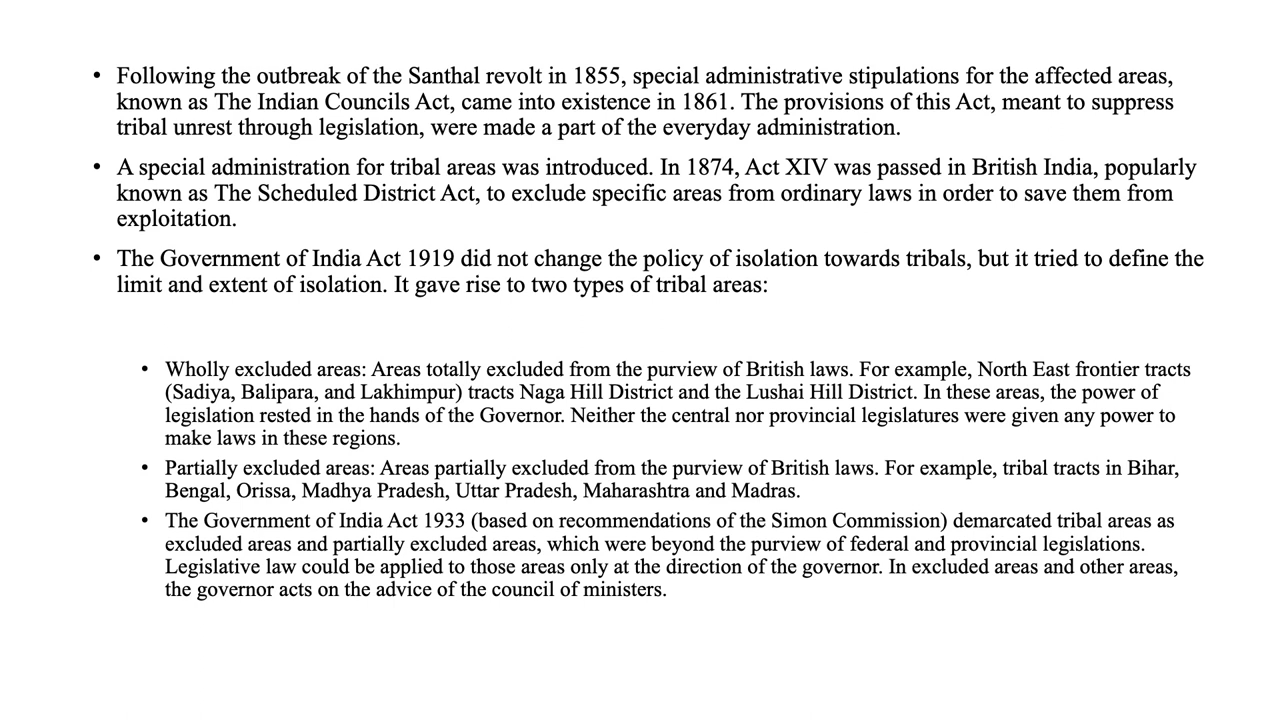 • Following the outbreak of the Santhal revolt in 1855, special administrative stipulations for the affected areas,
known as The Indian Councils Act, came into existence in 1861. The provisions of this Act, meant to suppress
tribal unrest through legislation, were made a part of the everyday administration.
• A special administration for tribal areas was introduced. In 1874, Act XIV was passed in British India, popularly
known as The Scheduled District Act, to exclude specific areas from ordinary laws in order to save them from
exploitation.
• The Government of India Act 1919 did not change the policy of isolation towards tribals, but it tried to define the
limit and extent of isolation. It gave rise to two types of tribal areas:
• Wholly excluded areas: Areas totally excluded from the purview of British laws. For example, North East frontier tracts
(Sadiya, Balipara, and Lakhimpur) tracts Naga Hill District and the Lushai Hill District. In these areas, the power of
legislation rested in the hands of the Governor. Neither the central nor provincial legislatures were given any power to
make laws in these regions.
• Partially excluded areas: Areas partially excluded from the purview of British laws. For example, tribal tracts in Bihar,
Bengal, Orissa, Madhya Pradesh, Uttar Pradesh, Maharashtra and Madras.
• The Government of India Act 1933 (based on recommendations of the Simon Commission) demarcated tribal areas as
excluded areas and partially excluded areas, which were beyond the purview of federal and provincial legislations.
Legislative law could be applied to those areas only at the direction of the governor. In excluded areas and other areas,
the governor acts on the advice of the council of ministers.